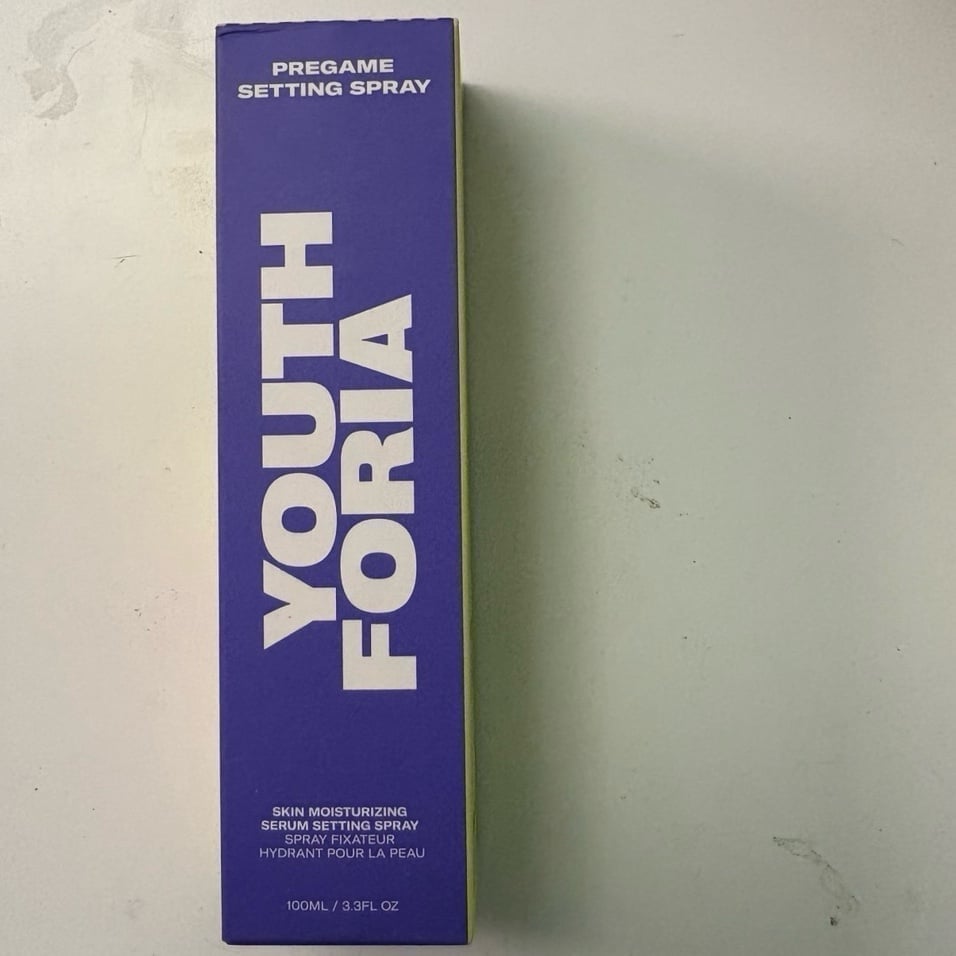 PREGAME
SETTING SPRAY
YOUTH
FORIA
SKIN MOISTURIZING
SERUM SETTING SPRAY
SPRAY FIXATEUR
HYDRANT POUR LA PEAU
100ML / 3.3FL OZ